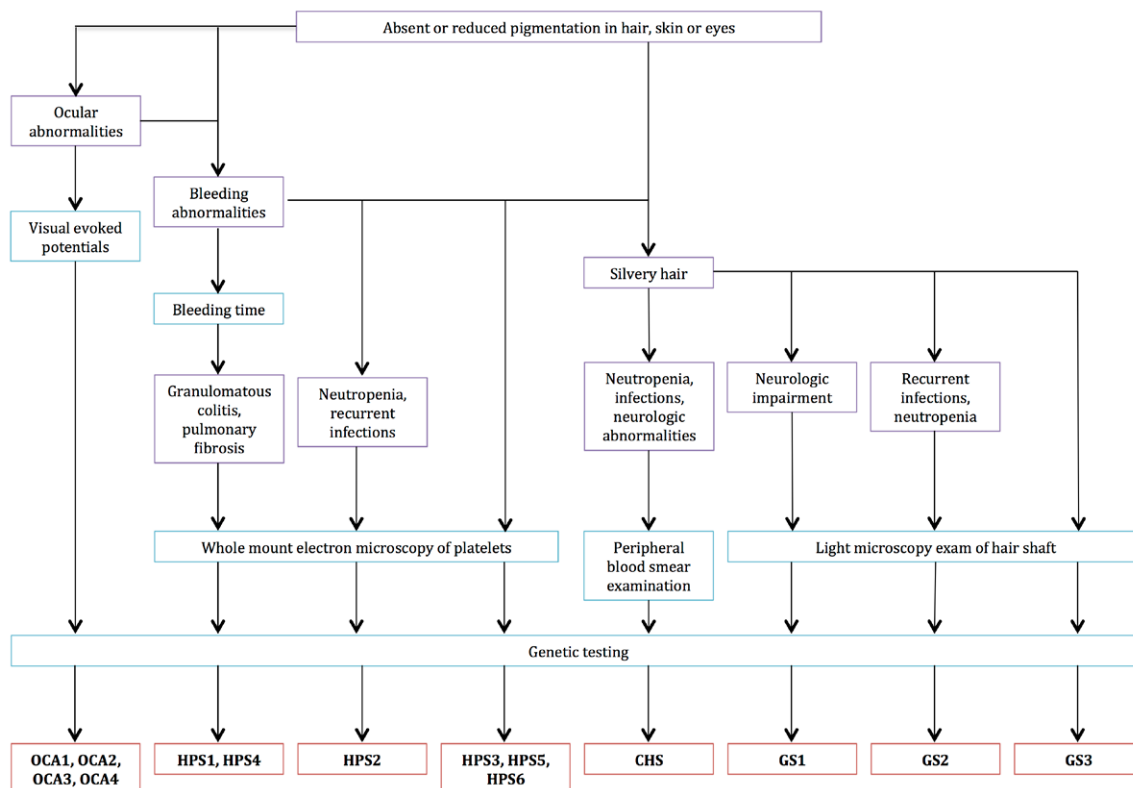 Absent or reduced pigmentation in hair, skin or eyes
Ocular
abnormalities
Bleeding
abnormalities
Visual evoked
potentials
Silvery hair
Bleeding time
Granulomatous
colitis,
pulmonary
fibrosis
Neutropenia,
recurrent
infections
Neutropenia,
infections,
neurologic
abnormalities
Neurologic
impairment
Recurrent
infections,
neutropenia
Whole mount electron microscopy of platelets
Peripheral
blood smear
examination
Light microscopy exam of hair shaft
Genetic testing
OCA1, OCA2,
OCA3, OCA4
HPS1, HPS4
HPS2
HPS3, HPS5,
HPS6
CHS
GS1
GS2
GS3